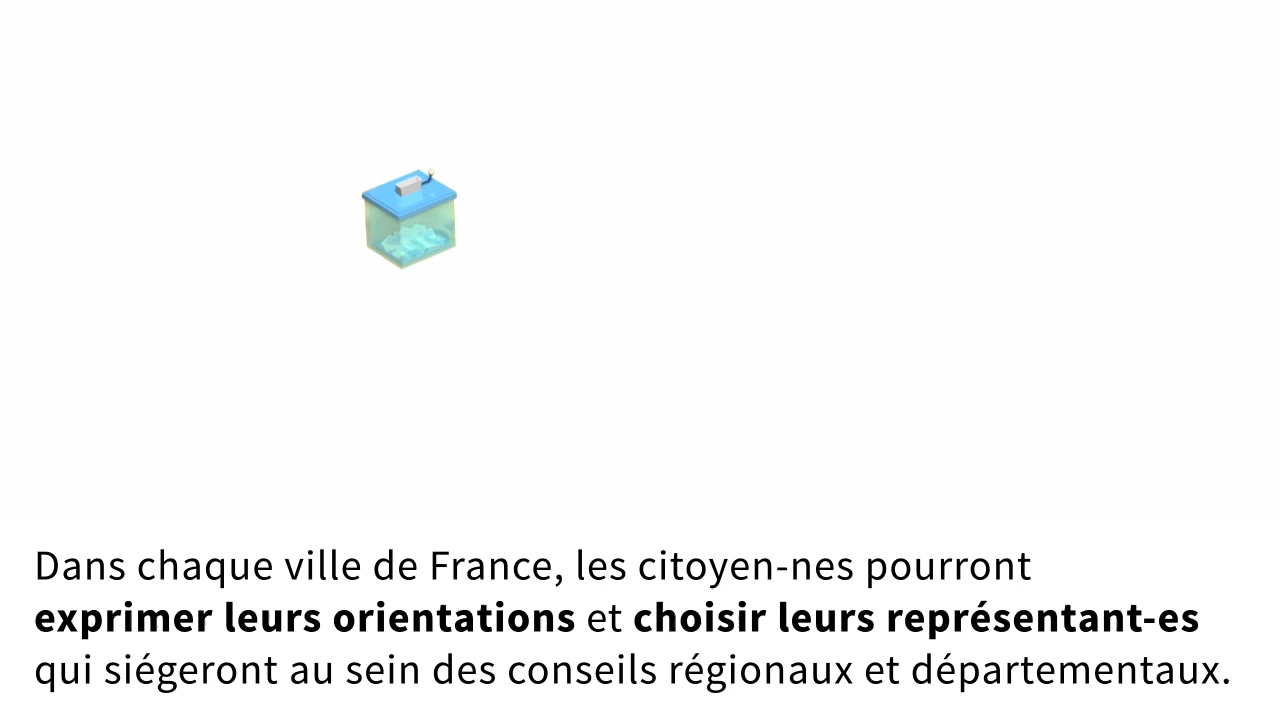 Dans chaque ville de France, les citoyen-nes pourront
exprimer leurs orientations et choisir leurs représentant-es
qui siégeront au sein des conseils régionaux et départementaux.